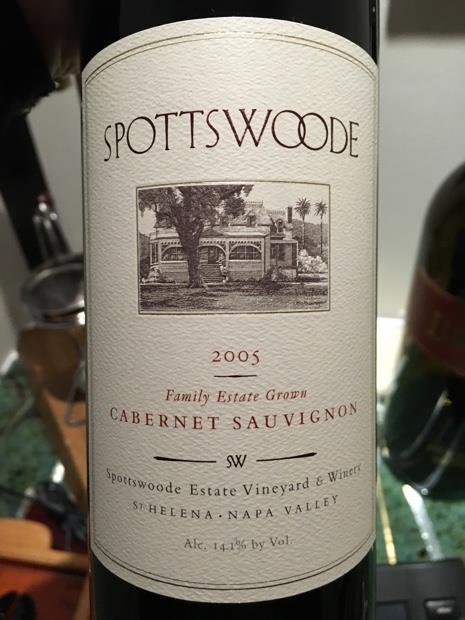 SPOTTSWOODE
2005
Family Estate Grown
CABERNET SAUVIGNON
SW
Spottswoode Estate Vineyard & Winery
ST HELENA • NAPA VALLEY
Alc. 14.1% by Vol.